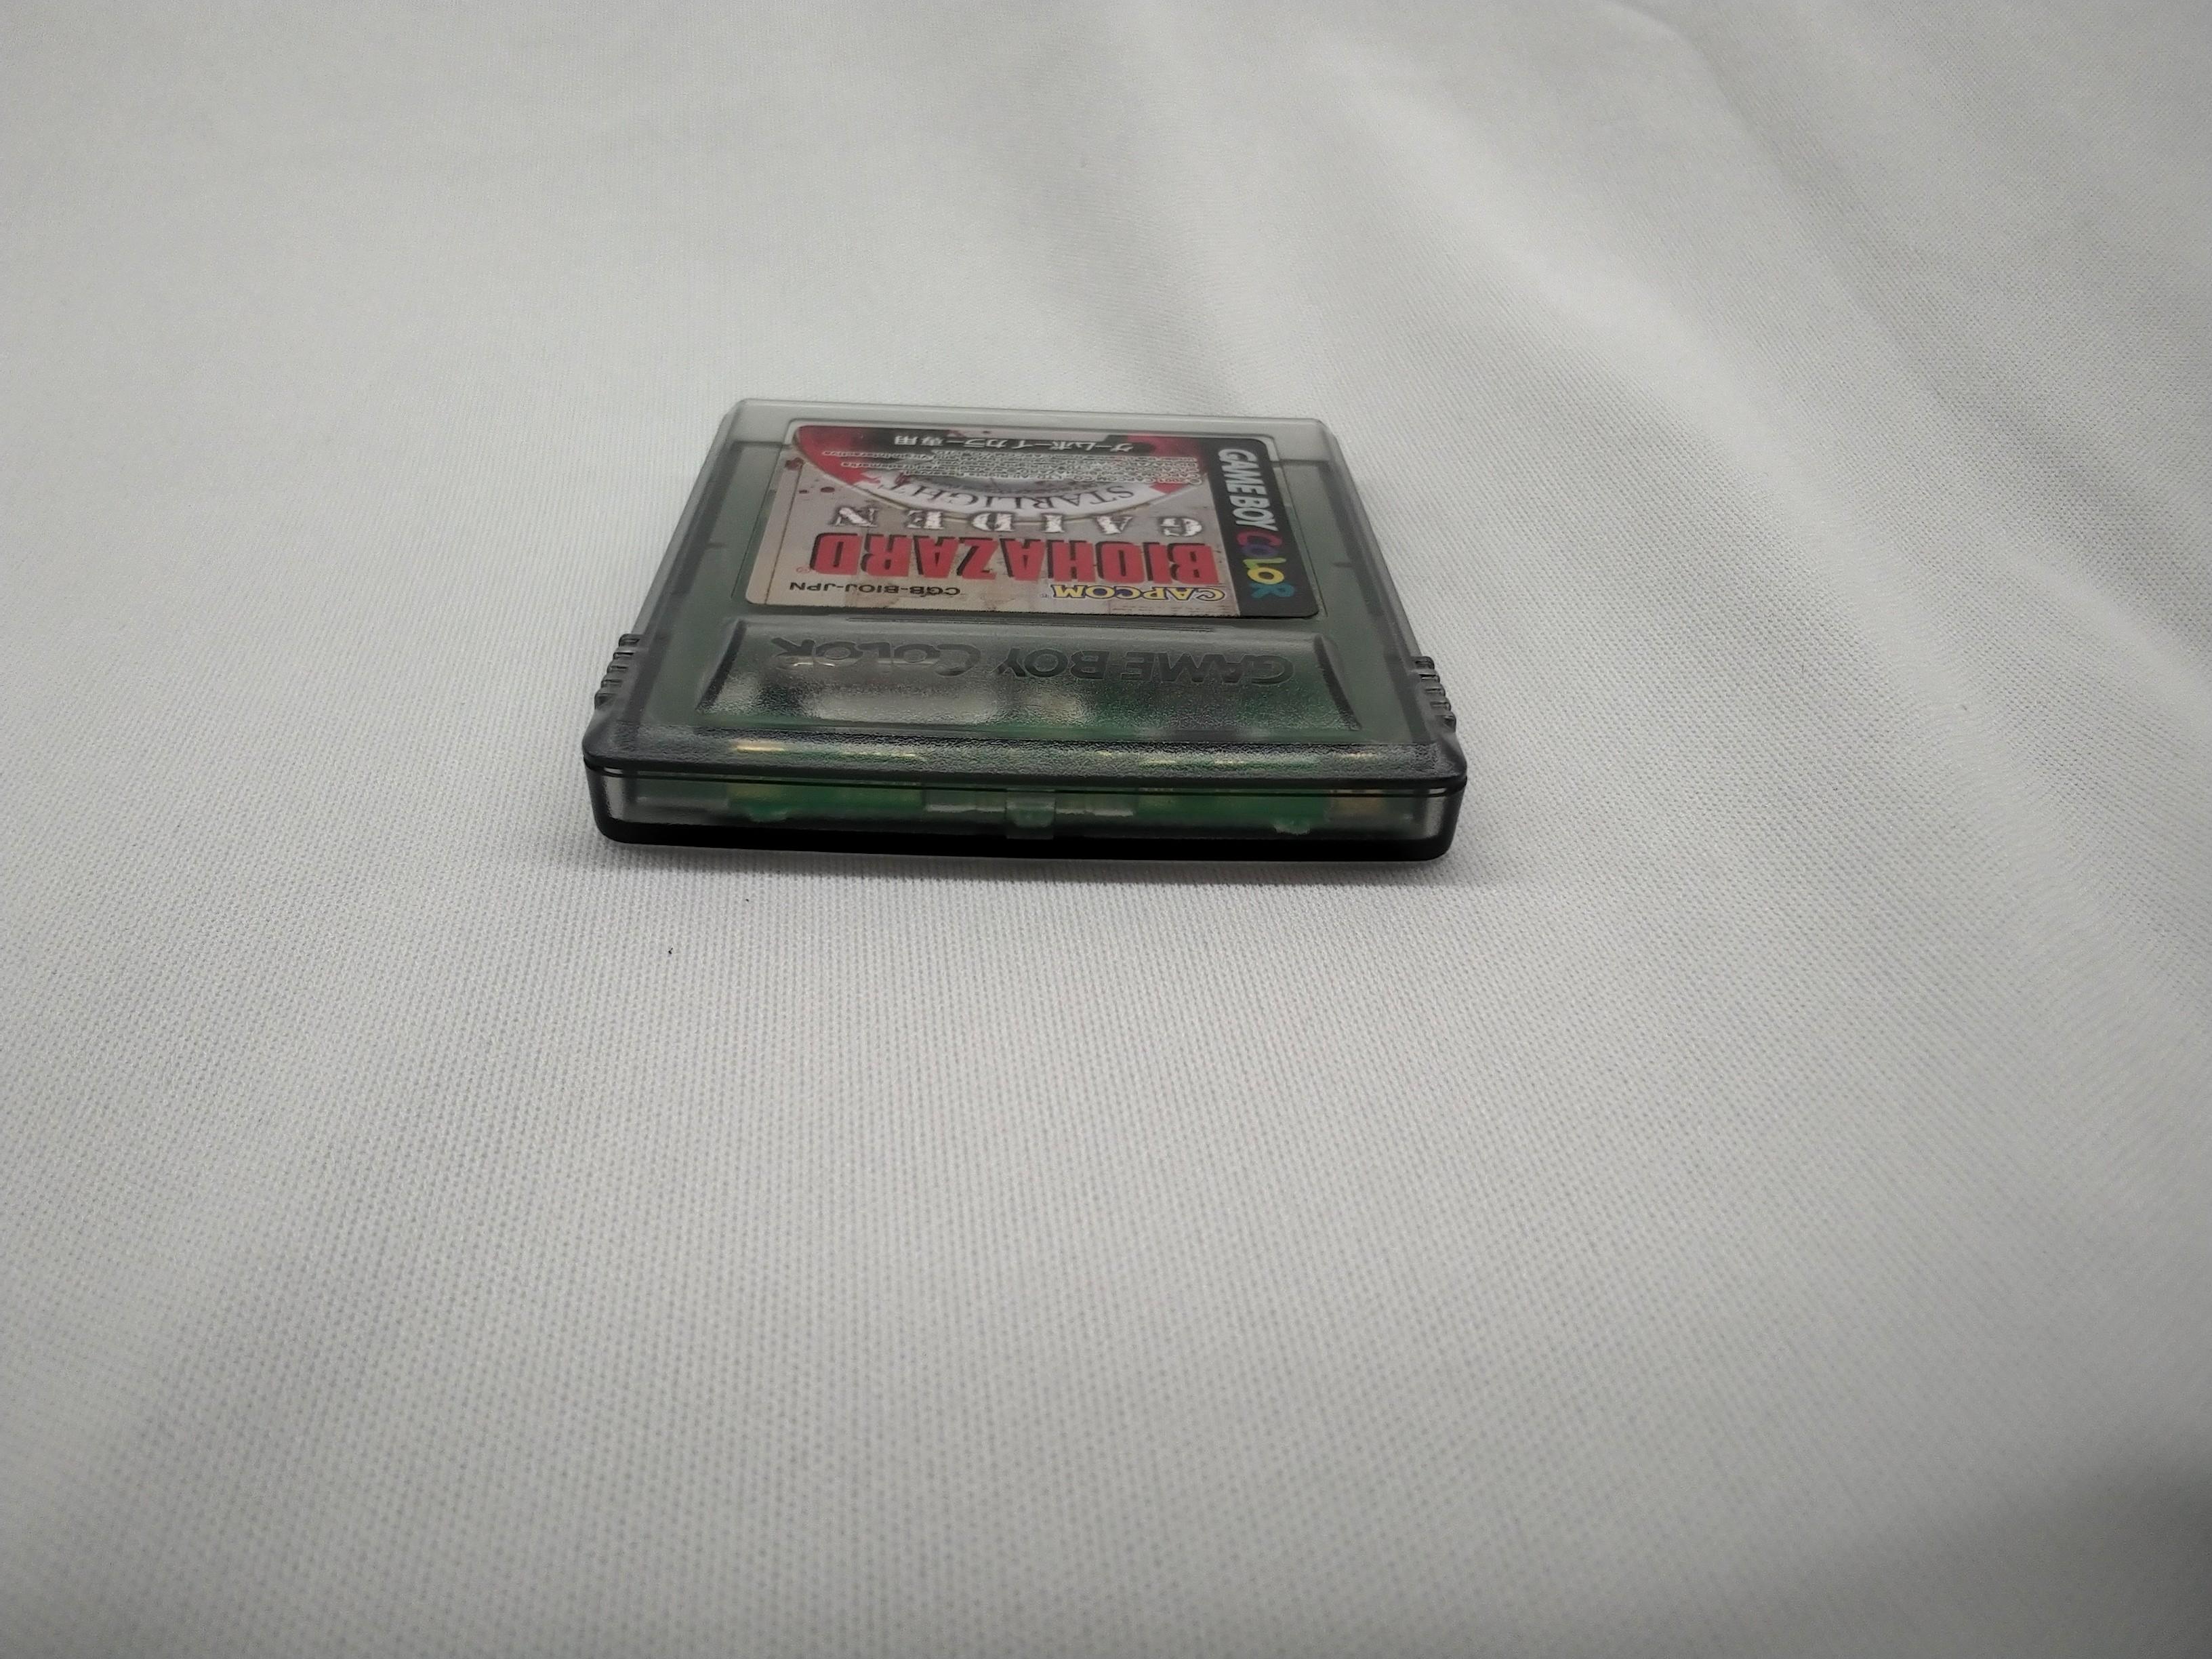 GAME BOY COLOR
CAPCOM CGB-BIOJ-JPN
BIOHAZARD®
GAIDEN
STARLIGHT
ゲームボーイカラー専用
GAME BOY COLOR